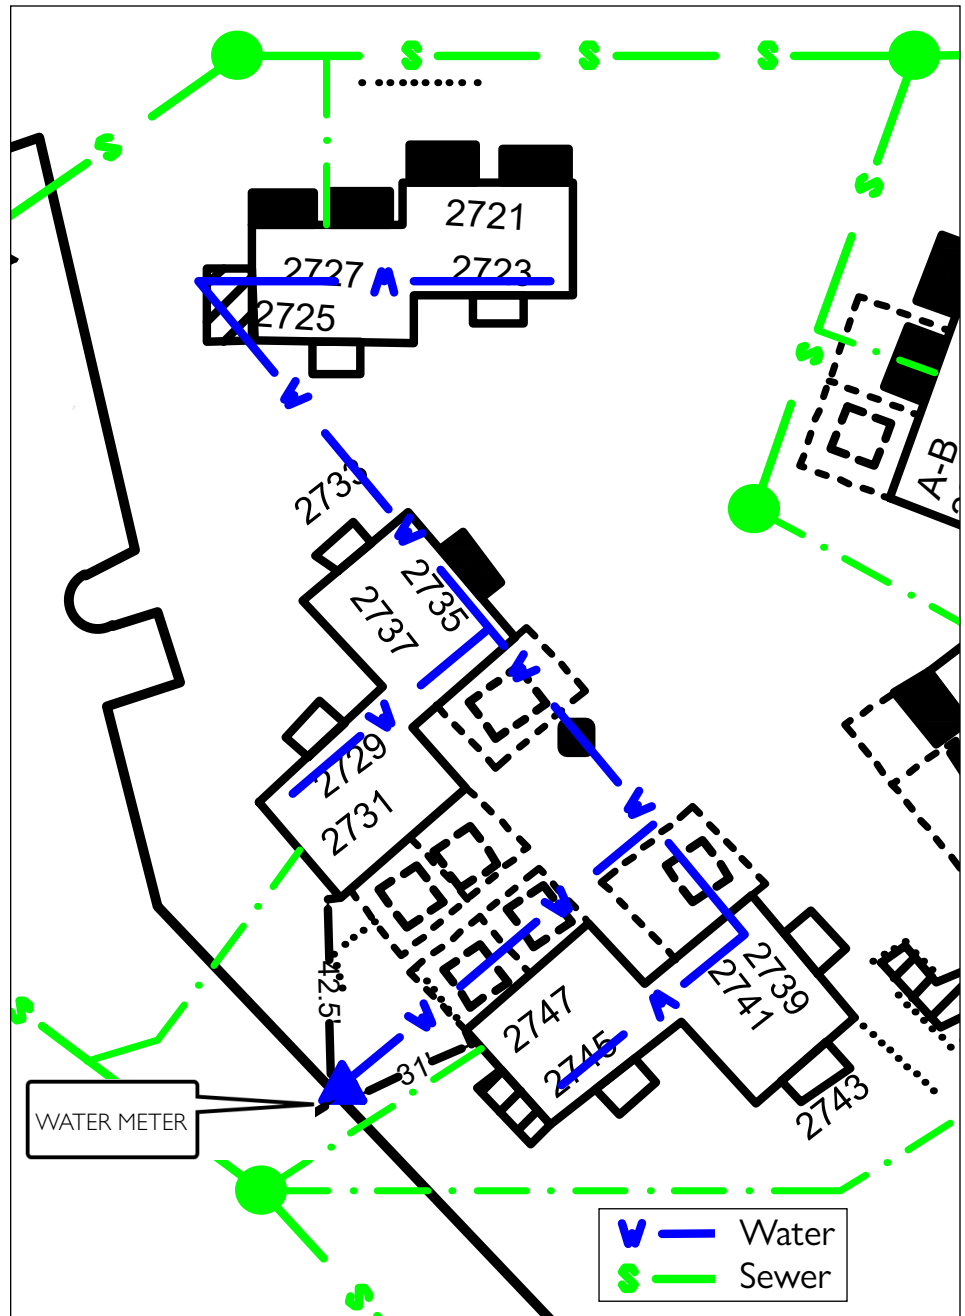 S S S
S
2721
S
2727 2723
2725
W
S
W
A-B
2733
W
2735
2737
W
W
2729
2731
W
W
2739
2741
2747
W
2745
42.5'
S
W
31'
2743
WATER METER
W Water
S Sewer
S